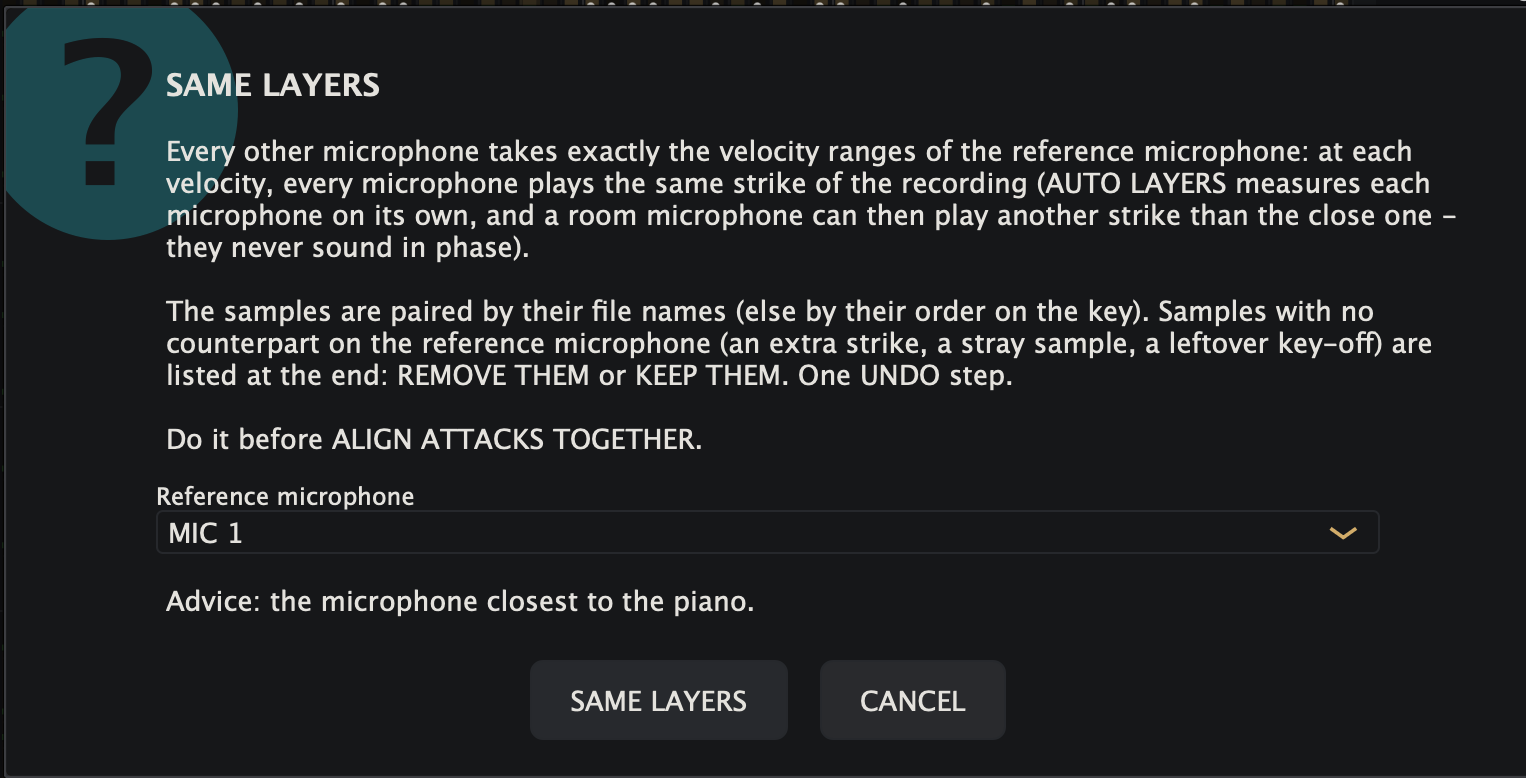 ?
SAME LAYERS
Every other microphone takes exactly the velocity ranges of the reference microphone: at each
velocity, every microphone plays the same strike of the recording (AUTO LAYERS measures each
microphone on its own, and a room microphone can then play another strike than the close one –
they never sound in phase).
The samples are paired by their file names (else by their order on the key). Samples with no
counterpart on the reference microphone (an extra strike, a stray sample, a leftover key–off) are
listed at the end: REMOVE THEM or KEEP THEM. One UNDO step.
Do it before ALIGN ATTACKS TOGETHER.
Reference microphone
MIC 1
Advice: the microphone closest to the piano.
SAME LAYERS
CANCEL